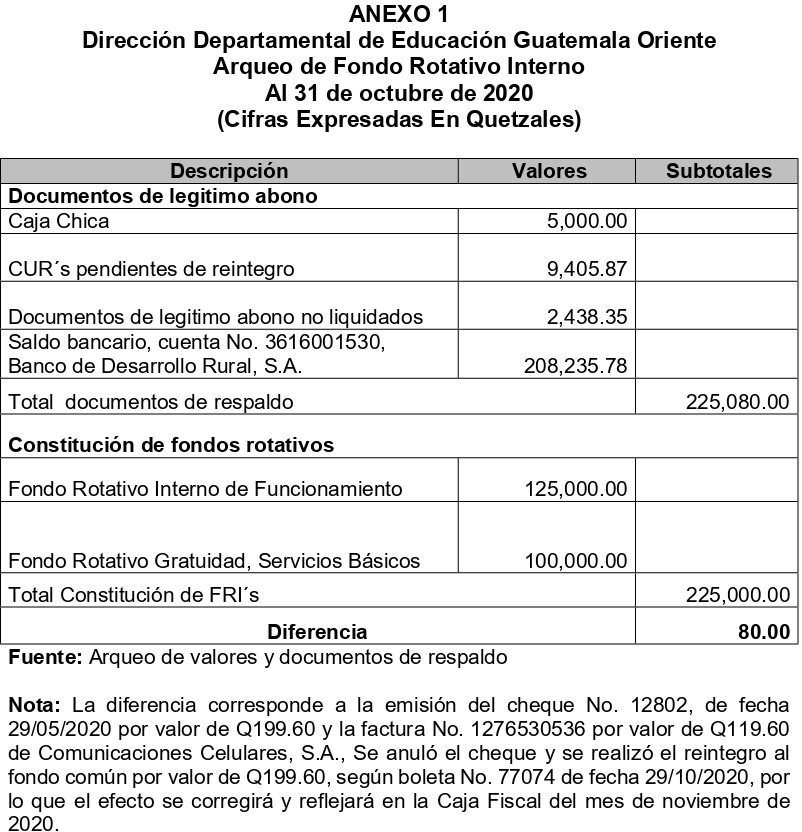 ANEXO 1
Dirección Departamental de Educación Guatemala Oriente
Arqueo de Fondo Rotativo Interno
Al 31 de octubre de 2020
(Cifras Expresadas En Quetzales)
Descripción Valores Subtotales
Documentos de legitimo abono
Caja Chica 5,000.00
CUR´s pendientes de reintegro 9,405.87
Documentos de legitimo abono no liquidados 2,438.35
Saldo bancario, cuenta No. 3616001530,
Banco de Desarrollo Rural, S.A. 208,235.78
Total documentos de respaldo 225,080.00
Constitución de fondos rotativos
Fondo Rotativo Interno de Funcionamiento 125,000.00
Fondo Rotativo Gratuidad, Servicios Básicos 100,000.00
Total Constitución de FRI´s 225,000.00
Diferencia 80.00
Fuente: Arqueo de valores y documentos de respaldo
Nota: La diferencia corresponde a la emisión del cheque No. 12802, de fecha
29/05/2020 por valor de Q199.60 y la factura No. 1276530536 por valor de Q119.60
de Comunicaciones Celulares, S.A., Se anuló el cheque y se realizó el reintegro al
fondo común por valor de Q199.60, según boleta No. 77074 de fecha 29/10/2020, por
lo que el efecto se corregirá y reflejará en la Caja Fiscal del mes de noviembre de
2020.